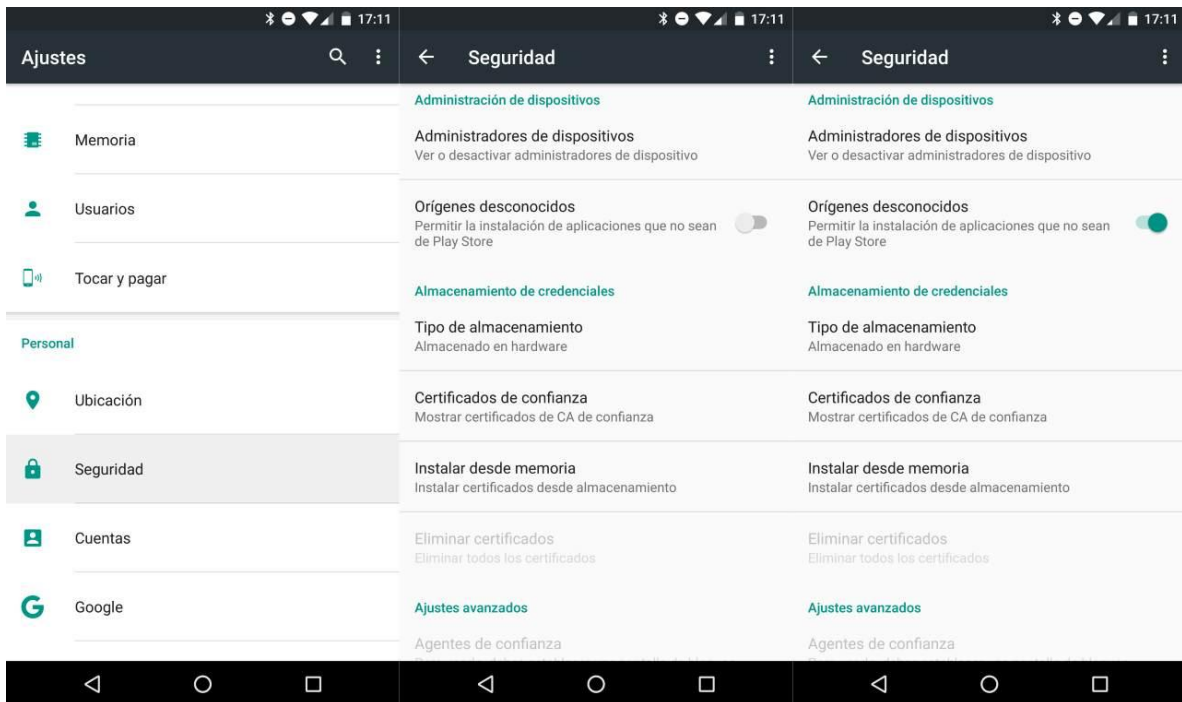 17:11
Ajustes
Memoria
Usuarios
Tocar y pagar
Personal
Ubicación
Seguridad
Cuentas
Google
17:11
Seguridad
Administración de dispositivos
Administradores de dispositivos
Ver o desactivar administradores de dispositivo
Orígenes desconocidos
Permitir la instalación de aplicaciones que no sean
de Play Store
Almacenamiento de credenciales
Tipo de almacenamiento
Almacenado en hardware
Certificados de confianza
Mostrar certificados de CA de confianza
Instalar desde memoria
Instalar certificados desde almacenamiento
Eliminar certificados
Eliminar todos los certificados
Ajustes avanzados
Agentes de confianza
17:11
Seguridad
Administración de dispositivos
Administradores de dispositivos
Ver o desactivar administradores de dispositivo
Orígenes desconocidos
Permitir la instalación de aplicaciones que no sean
de Play Store
Almacenamiento de credenciales
Tipo de almacenamiento
Almacenado en hardware
Certificados de confianza
Mostrar certificados de CA de confianza
Instalar desde memoria
Instalar certificados desde almacenamiento
Eliminar certificados
Eliminar todos los certificados
Ajustes avanzados
Agentes de confianza